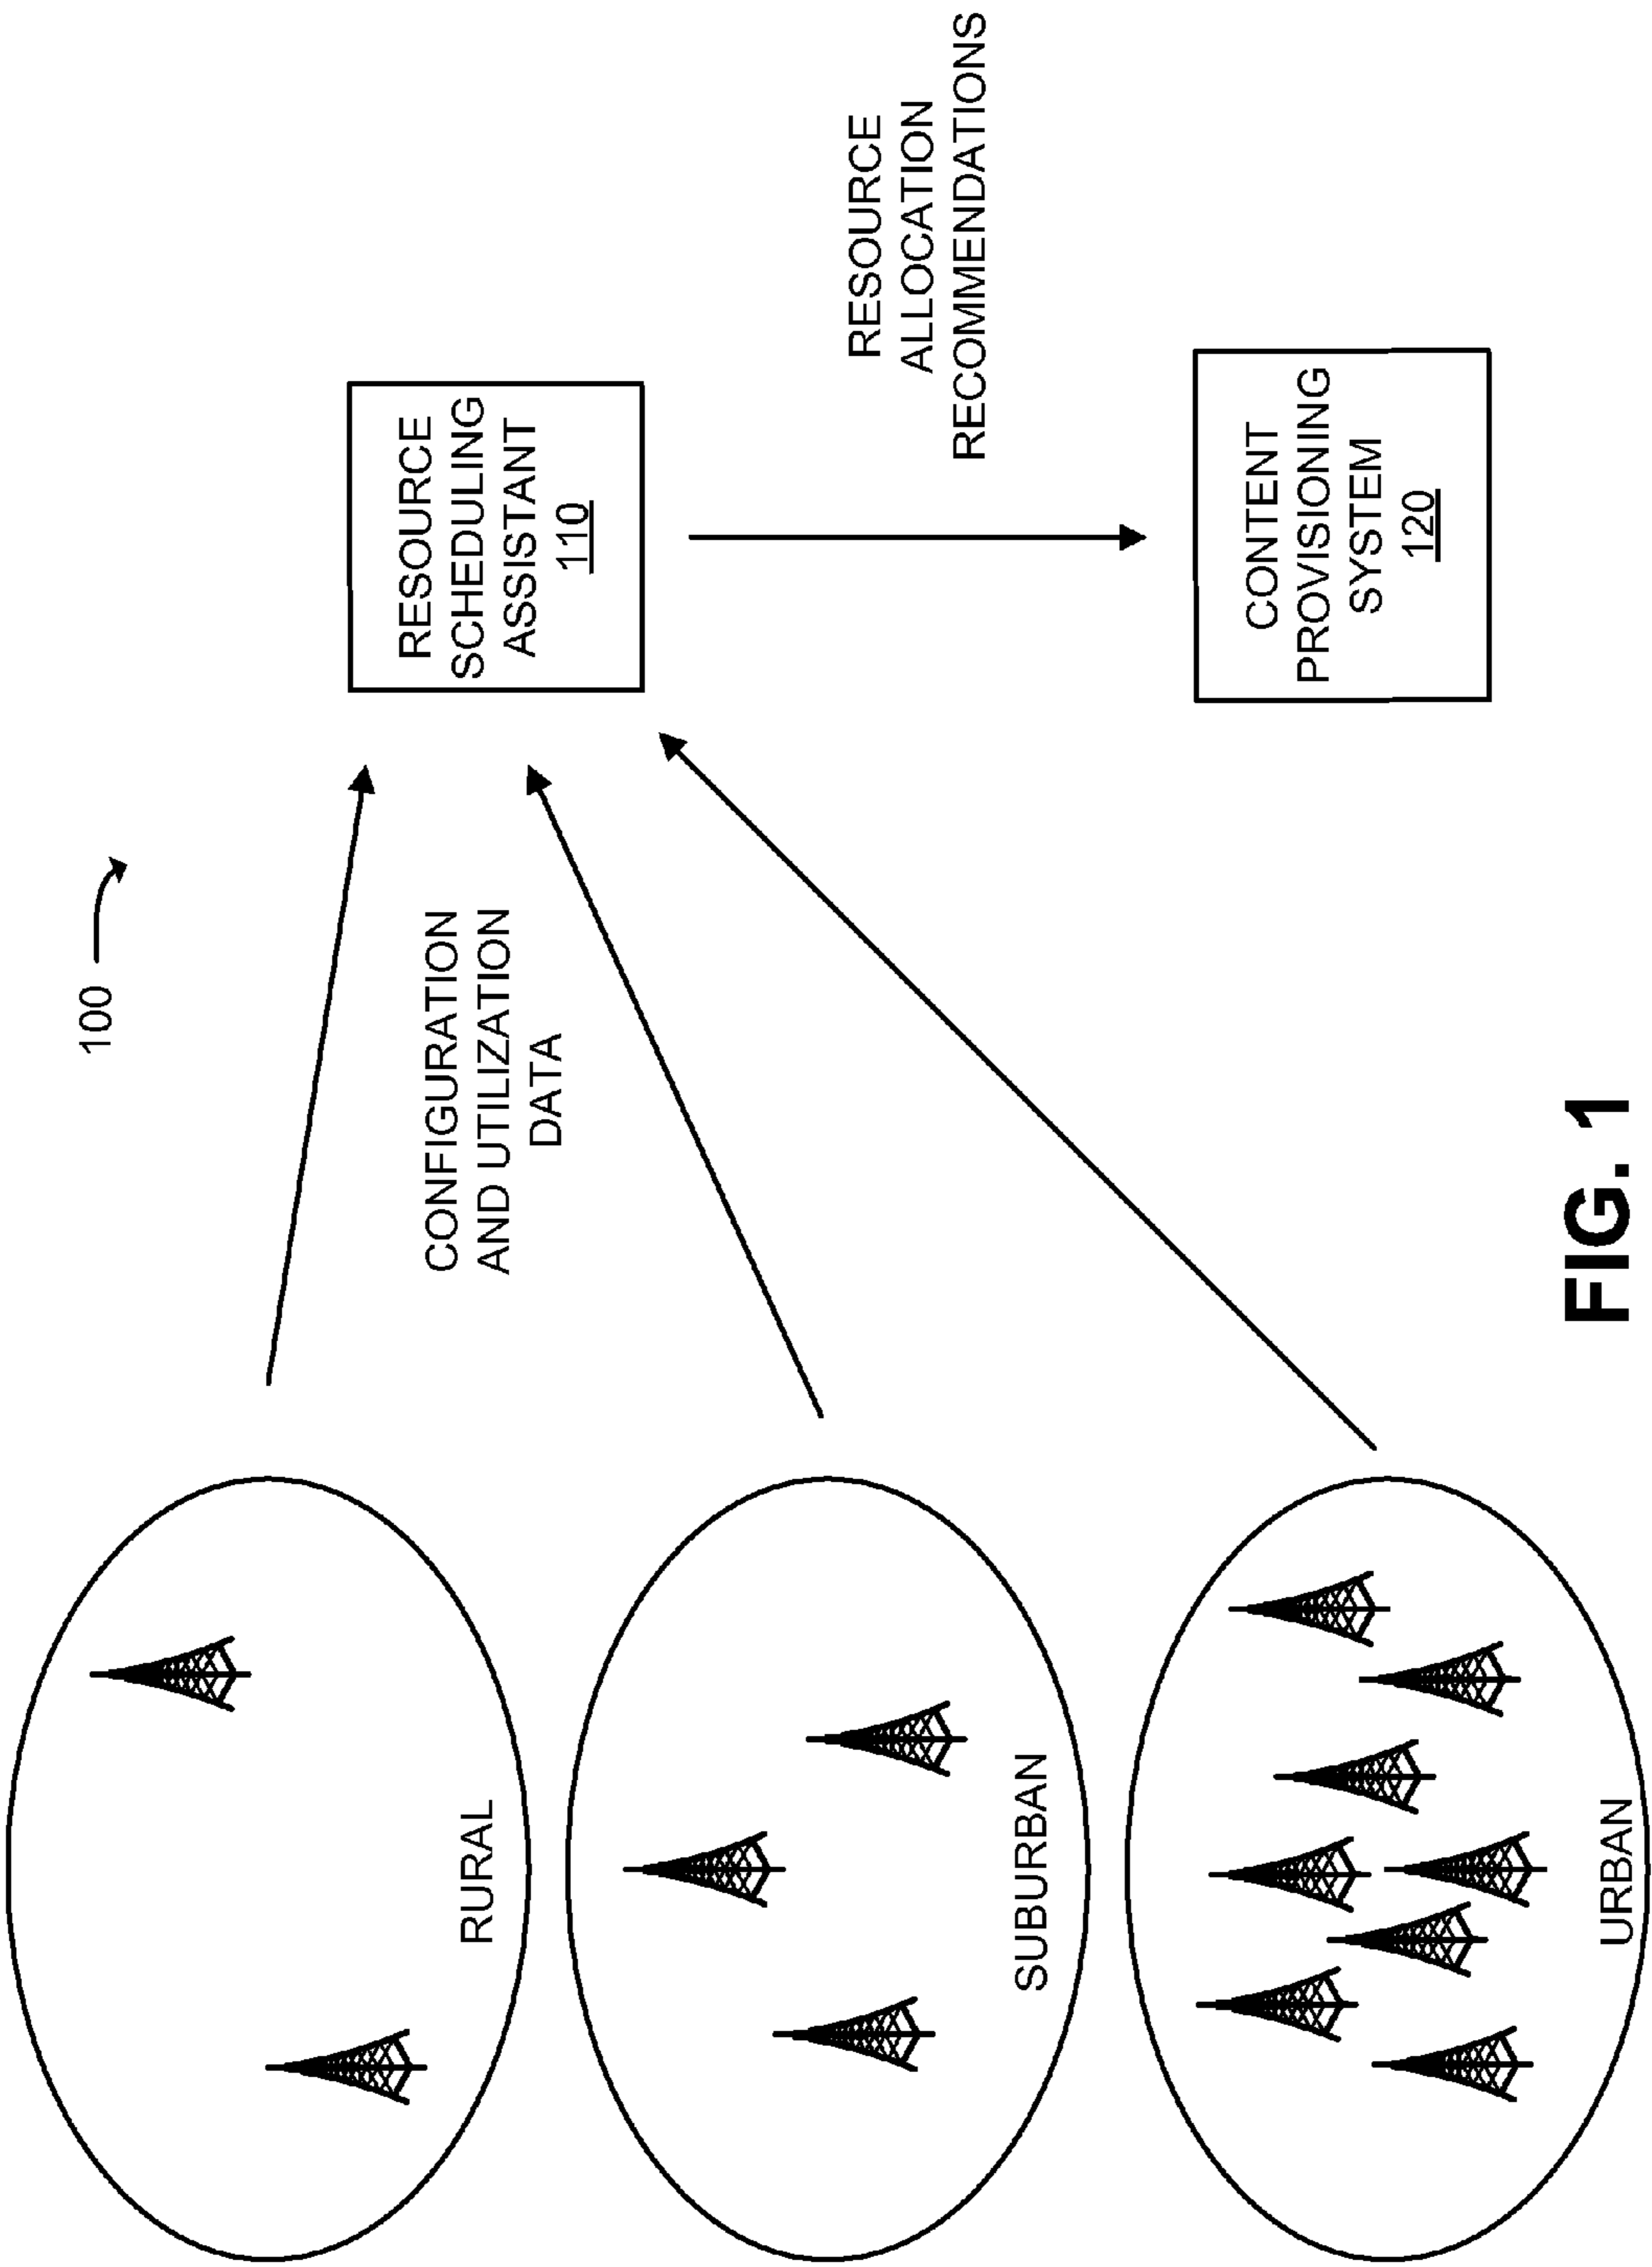 100
RURAL
CONFIGURATION
AND UTILIZATION
DATA
RESOURCE
SCHEDULING
ASSISTANT
110
SUBURBAN
RESOURCE
ALLOCATION
RECOMMENDATIONS
URBAN
CONTENT
PROVISIONING
SYSTEM
120
FIG. 1